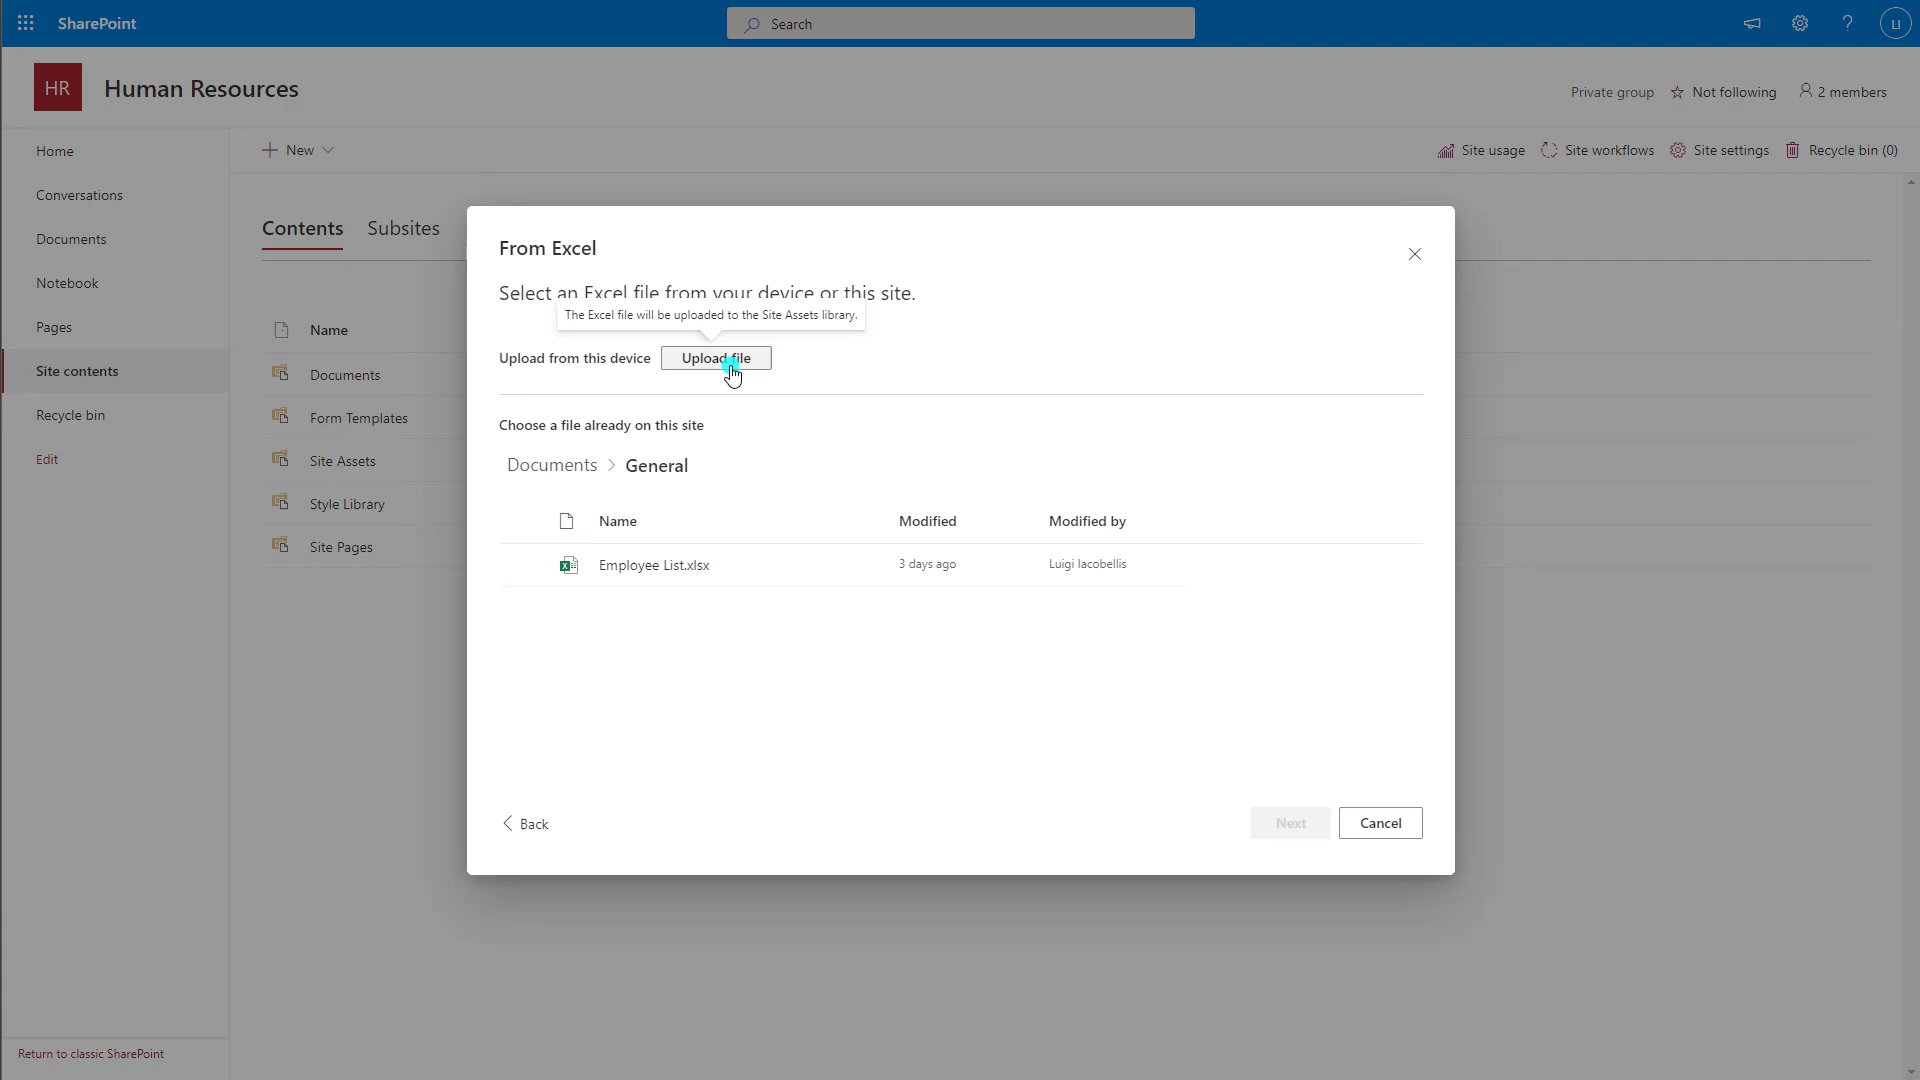 SharePoint
Search
u
HR
Human Resources
Private group
Not following
2 members
Home
Conversations
Documents
Notebook
Pages
Site contents
Recycle bin
Edit
Return to classic SharePoint
New
Site usage
Site workflows
Site settings
Recycle bin (0)
Contents
Subsites
Name
Documents
Form Templates
Site Assets
Style Library
Site Pages
From Excel
Select an Excel file from your device or this site.
The Excel file will be uploaded to the Site Assets library.
Upload from this device
Upload file
Choose a file already on this site
Documents > General
Name Modified Modified by
Employee List.xlsx 3 days ago Luigi Iacobellis
Back
Next
Cancel